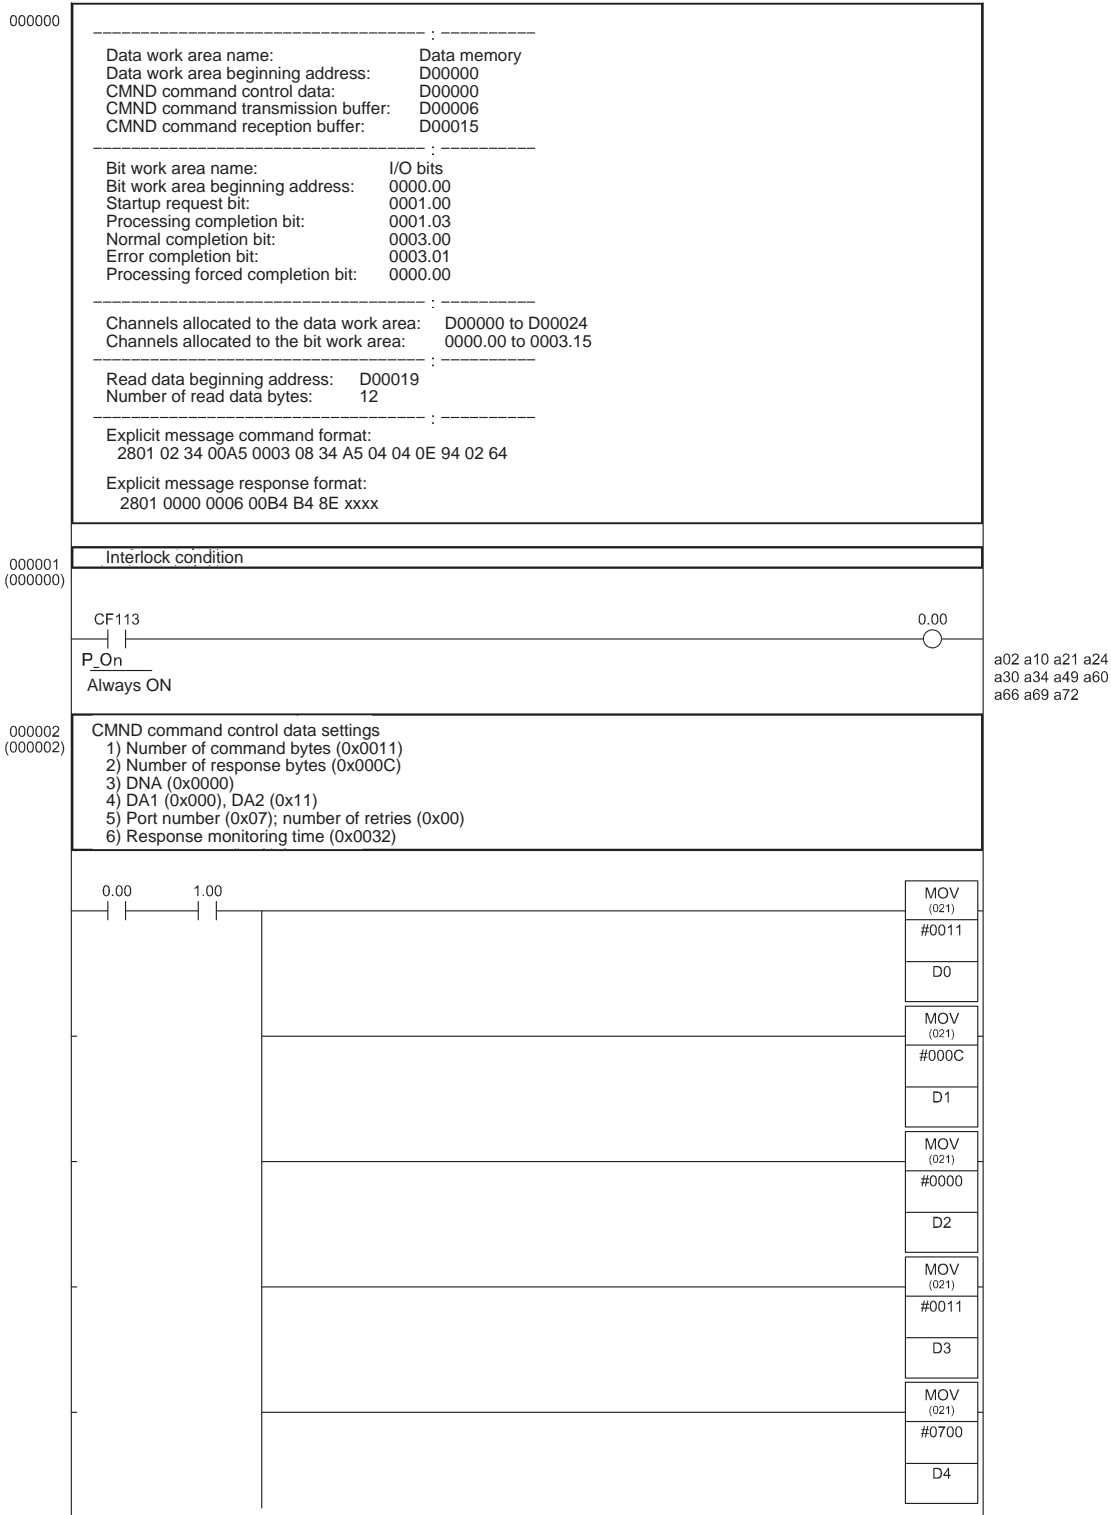 000000
Data work area name: Data memory
Data work area beginning address: D00000
CMND command control data: D00000
CMND command transmission buffer: D00006
CMND command reception buffer: D00015
Bit work area name: I/O bits
Bit work area beginning address: 0000.00
Startup request bit: 0001.00
Processing completion bit: 0001.03
Normal completion bit: 0003.00
Error completion bit: 0003.01
Processing forced completion bit: 0000.00
Channels allocated to the data work area: D00000 to D00024
Channels allocated to the bit work area: 0000.00 to 0003.15
Read data beginning address: D00019
Number of read data bytes: 12
Explicit message command format:
2801 02 34 00A5 0003 08 34 A5 04 04 0E 94 02 64
Explicit message response format:
2801 0000 0006 00B4 B4 8E xxxx
000001
(000000)
Interlock condition
CF113
0.00
P_On
Always ON
a02 a10 a21 a24
a30 a34 a49 a60
a66 a69 a72
000002
(000002)
CMND command control data settings
1) Number of command bytes (0x0011)
2) Number of response bytes (0x000C)
3) DNA (0x0000)
4) DA1 (0x000), DA2 (0x11)
5) Port number (0x07); number of retries (0x00)
6) Response monitoring time (0x0032)
0.00 1.00
MOV
(021)
#0011
D0
MOV
(021)
#000C
D1
MOV
(021)
#0000
D2
MOV
(021)
#0011
D3
MOV
(021)
#0700
D4